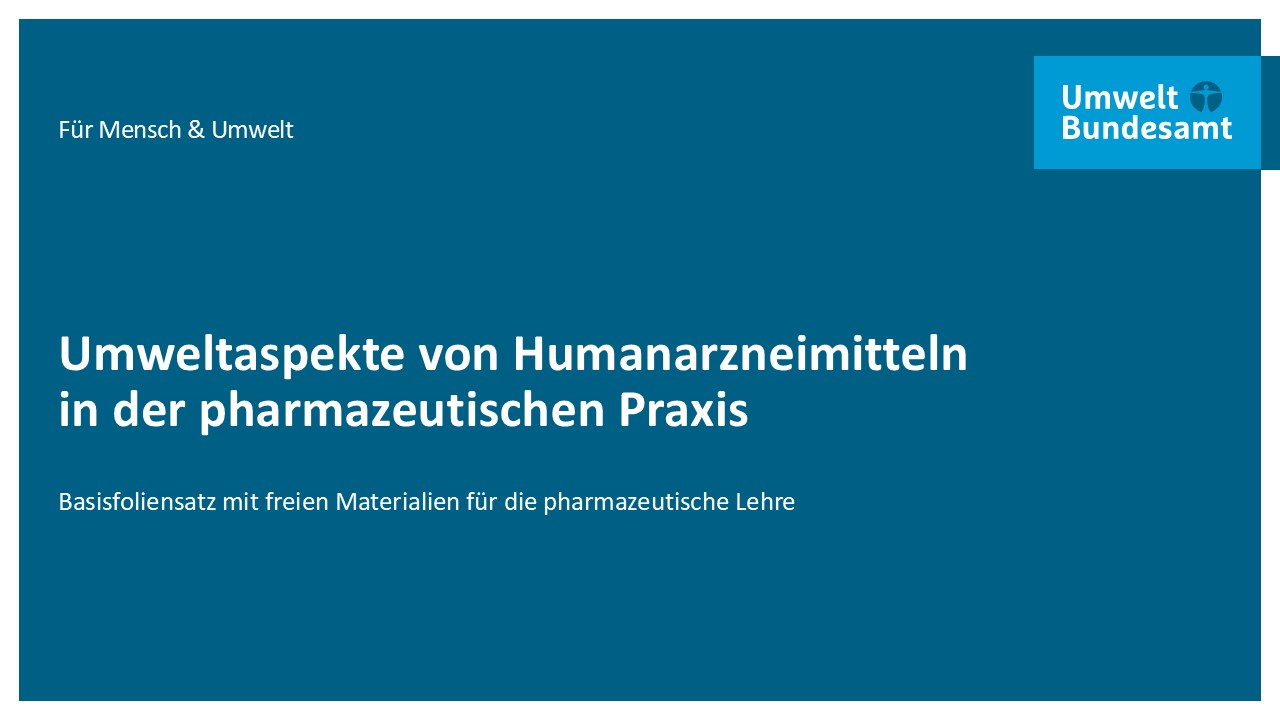 Für Mensch & Umwelt
Umwelt
Bundesamt
Umweltaspekte von Humanarzneimitteln
in der pharmazeutischen Praxis
Basisfoliensatz mit freien Materialien für die pharmazeutische Lehre